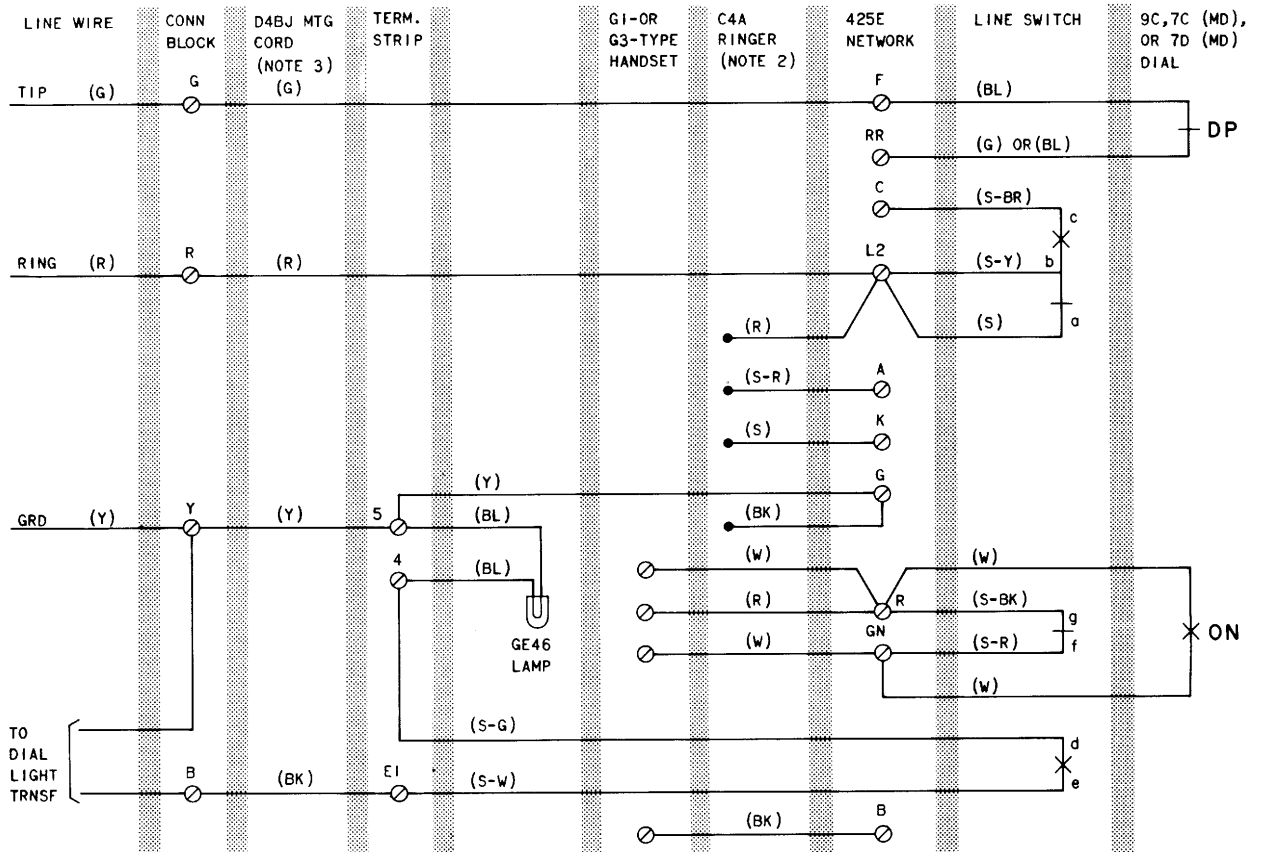 LINE WIRE
CONN
BLOCK
D4BJ MTG
CORD
(NOTE 3)
TERM.
STRIP
G1-OR
G3-TYPE
HANDSET
C4A
RINGER
(NOTE 2)
425E
NETWORK
LINE SWITCH
9C,7C (MD),
OR 7D (MD)
DIAL
TIP (G) G (G) F (BL)
DP
RR (G) OR(BL)
C (S-BR) c
RING (R) R (R) L2 (S-Y) b
(R) (S) a
(S-R) A
(S) K
(Y) G
GRD (Y) Y (Y) 5 (BL) (BK)
4 (BL) (W) (W)
(R) R (S-BK) g
GE46
LAMP
ON
(W) GN (S-R) f
(W)
TO
DIAL
LIGHT
TRNSF
(S-G) d
B (BK) E1 (S-W) e
(BK) B